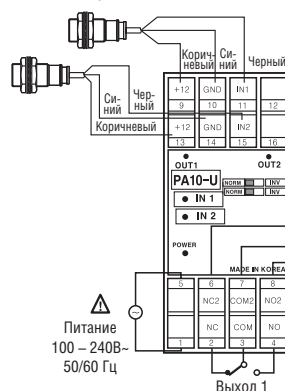 Корич-
невый
Си-
ний
Черный
Си-
ний
Чер-
ный
Коричневый
+12 GND IN1
9 10 11 12
+12 GND IN2
13 14 15 16
OUT1 OUT2
PA10-U
NORM INV
NORM INV
IN 1
IN 2
POWER
MADE IN KOREA
5 6 7 8
NC2 COM2 NO2
NC COM NO
1 2 3 4
Питание
100 – 240В~
50/60 Гц
Выход 1